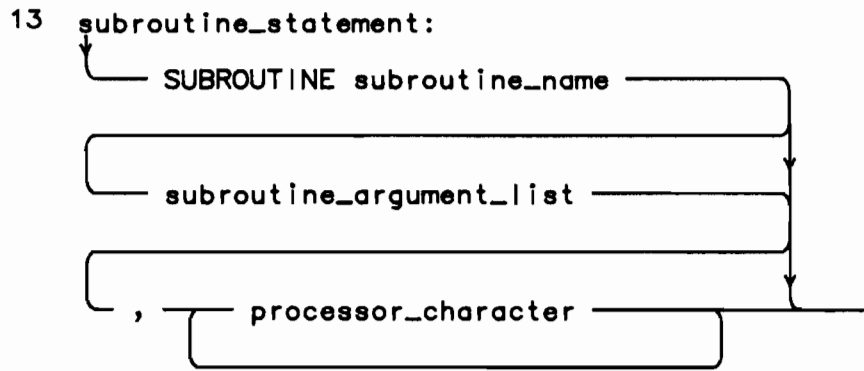 13 subroutine_statement:
SUBROUTINE subroutine_name
subroutine_argument_list
, processor_character